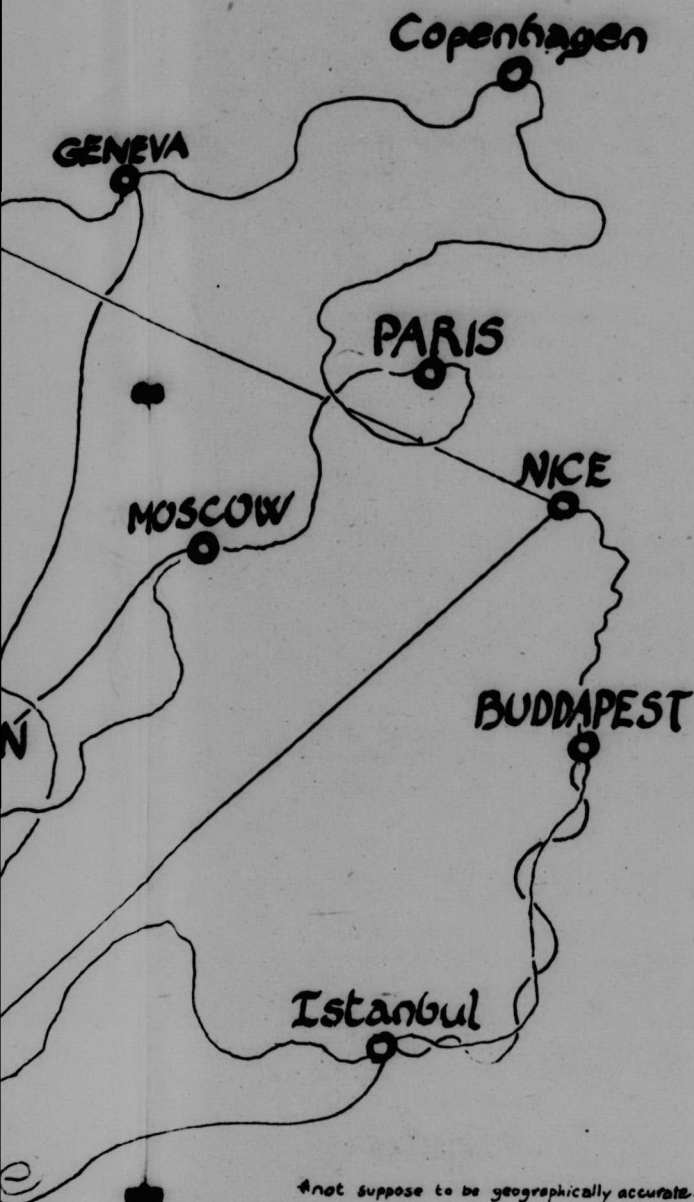 Copenhagen
GENEVA
PARIS
NICE
MOSCOW
BUDDAPEST
Ń
Istanbul
*not suppose to be geographically accurate